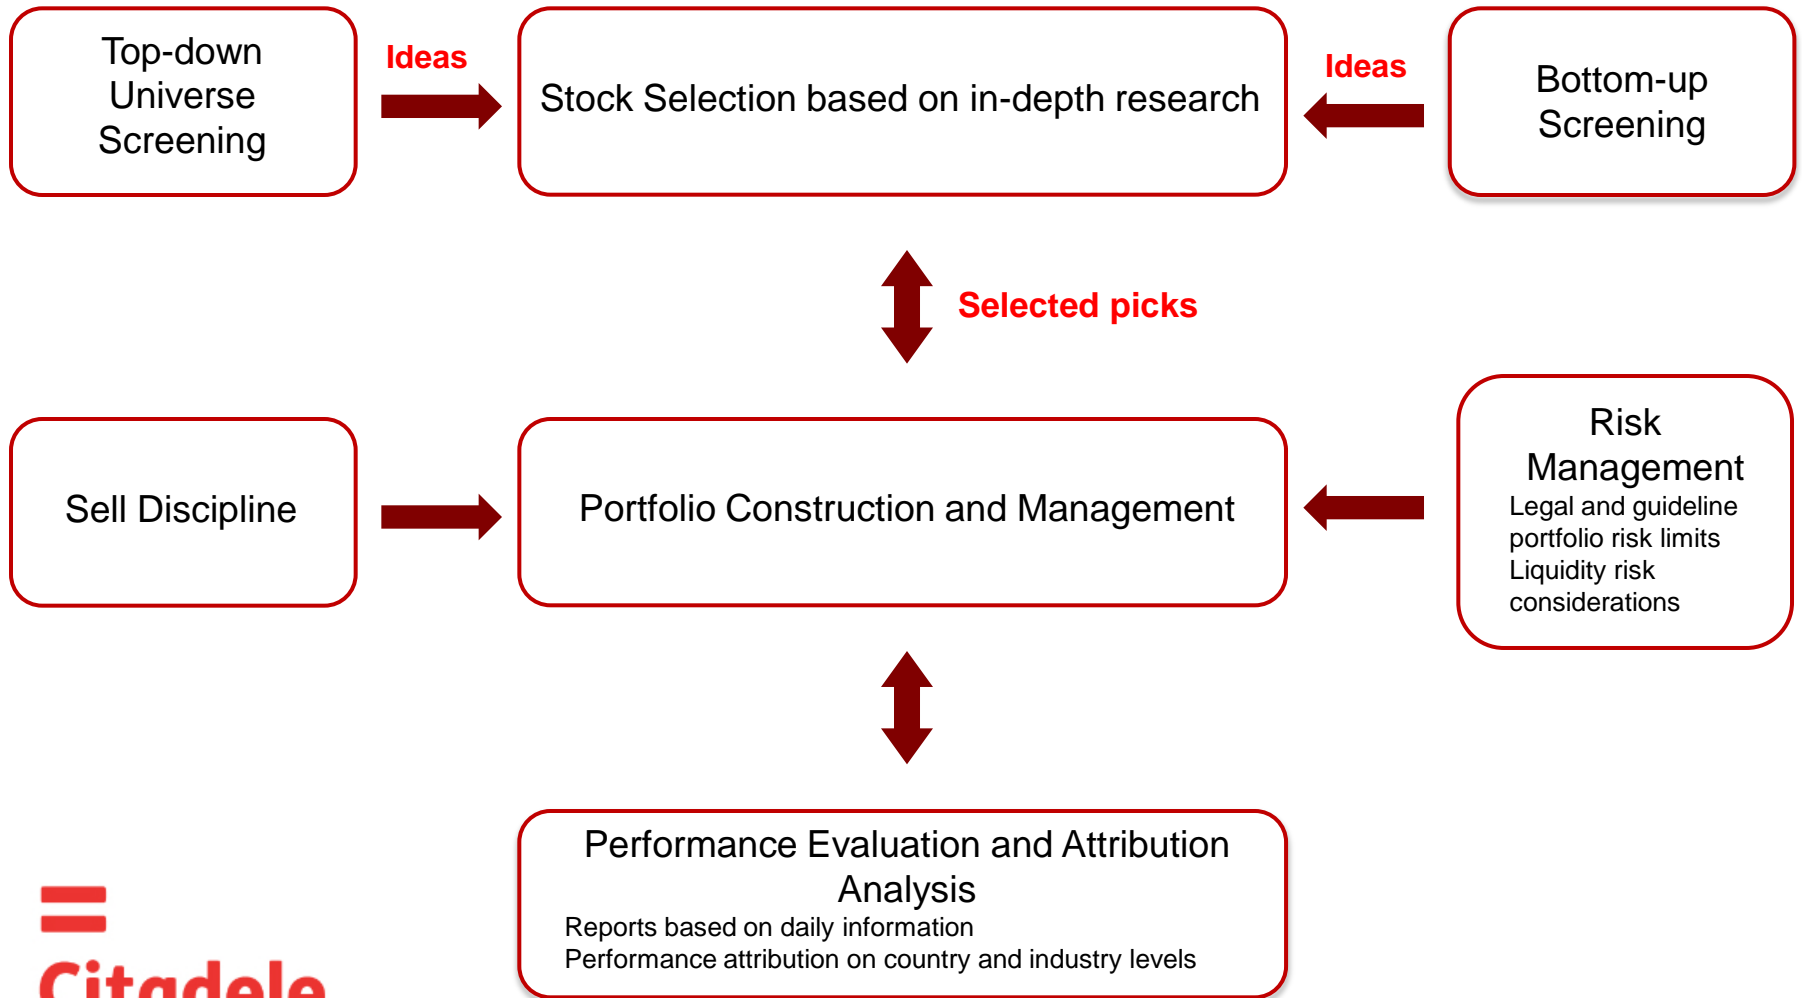 Top-down
Universe
Screening
Ideas
Stock Selection based on in-depth research
Ideas
Bottom-up
Screening
Selected picks
Sell Discipline
Portfolio Construction and Management
Risk
Management
Legal and guideline
portfolio risk limits
Liquidity risk
considerations
Performance Evaluation and Attribution
Analysis
Reports based on daily information
Performance attribution on country and industry levels
Citadele